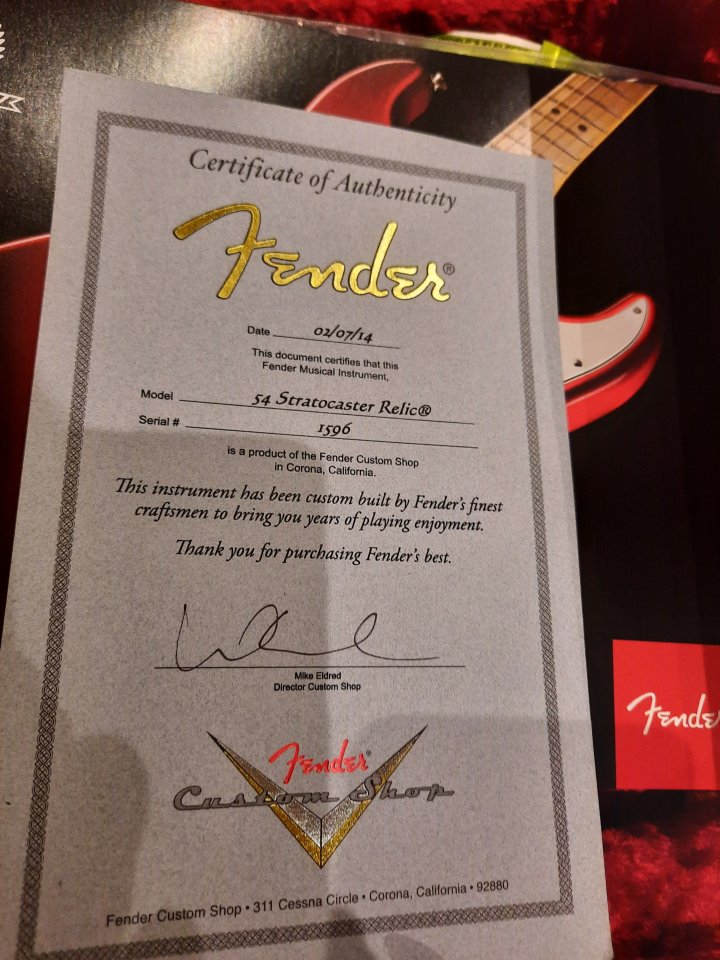 Certificate of Authenticity
Fender®
Date 02/07/14
This document certifies that this
Fender Musical Instrument,
Model 54 Stratocaster Relic®
Serial # 1596
is a product of the Fender Custom Shop
in Corona, California.
This instrument has been custom built by Fender's finest
craftsmen to bring you years of playing enjoyment.
Thank you for purchasing Fender's best.
Mike Eldred
Director Custom Shop
Fender®
Custom Shop
Fender Custom Shop • 311 Cessna Circle • Corona, California • 92880
Fender